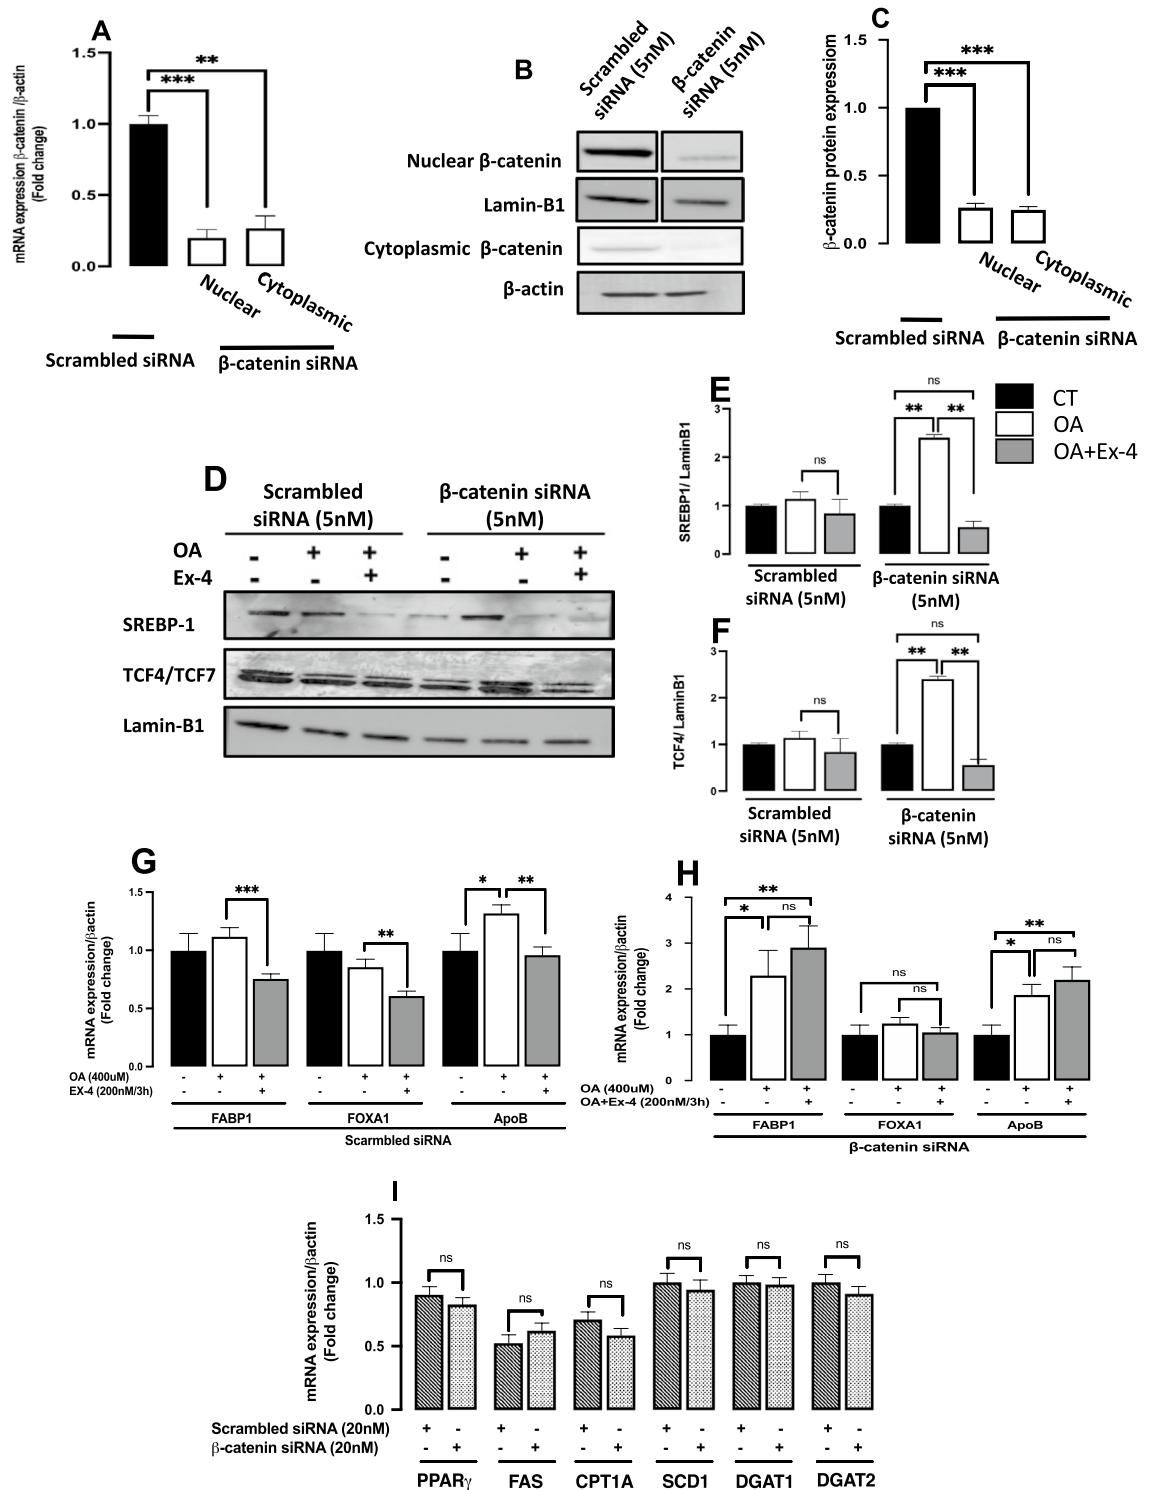 A
1.5
1.0
0.5
0.0
mRNA expression β-catenin /β-actin
(Fold change)
**
***
Nuclear
Cytoplasmic
Scrambled siRNA
β-catenin siRNA
B
Scrambled
siRNA (5nM)
β-catenin
siRNA (5nM)
Nuclear β-catenin
Lamin-B1
Cytoplasmic β-catenin
β-actin
C
1.5
1.0
0.5
0.0
β-catenin protein expressiom
***
***
Nuclear
Cytoplasmic
Scrambled siRNA
β-catenin siRNA
D
Scrambled
siRNA (5nM)
β-catenin siRNA
(5nM)
OA - + + - + +
Ex-4 - - + - - +
SREBP-1
TCF4/TCF7
Lamin-B1
E
3
2
1
0
SREBP1/ LaminB1
ns
ns
** **
Scrambled
siRNA (5nM)
β-catenin siRNA
(5nM)
CT
OA
OA+Ex-4
F
3
2
1
0
TCF4/ LaminB1
ns
ns
** **
Scrambled
siRNA (5nM)
β-catenin
siRNA (5nM)
G
1.5
1.0
0.5
0.0
mRNA expression/βactin
(Fold change)
***
**
* **
OA (400uM) - + + - + + - + +
EX-4 (200nM/3h) - - + - - + - - +
FABP1 FOXA1 ApoB
Scarmbled siRNA
H
4
3
2
1
0
mRNA expression/βactin
(Fold change)
**
* ns
ns
ns
**
* ns
OA (400uM) - + + - + + - + +
OA+Ex-4 (200nM/3h) - - + - - + - - +
FABP1 FOXA1 ApoB
β-catenin siRNA
I
1.5
1.0
0.5
0.0
mRNA expression/βactin
(Fold change)
ns ns ns ns ns ns
Scrambled siRNA (20nM) + - + - + - + - + - + -
β-catenin siRNA (20nM) - + - + - + - + - + - +
PPARγ FAS CPT1A SCD1 DGAT1 DGAT2